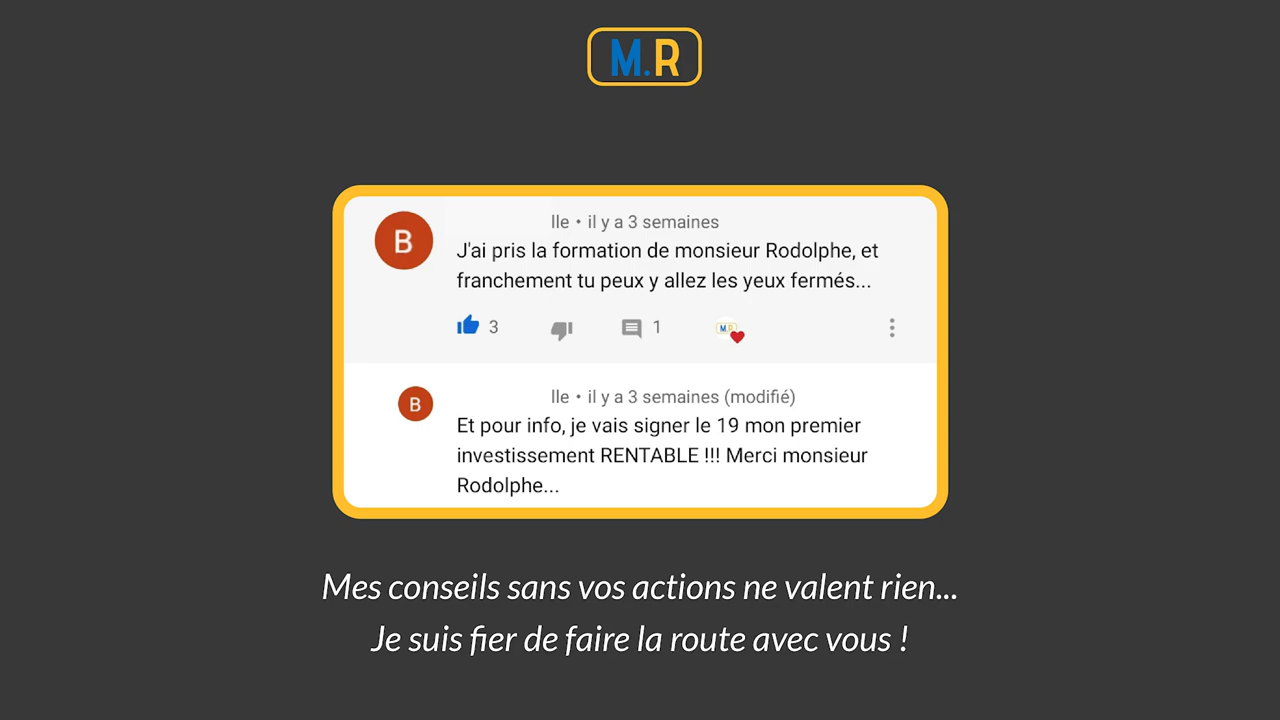 M.R
B
lle • il y a 3 semaines
J'ai pris la formation de monsieur Rodolphe, et
franchement tu peux y allez les yeux fermés...
3
1
M.R
B
lle • il y a 3 semaines (modifié)
Et pour info, je vais signer le 19 mon premier
investissement RENTABLE !!! Merci monsieur
Rodolphe...
Mes conseils sans vos actions ne valent rien...
Je suis fier de faire la route avec vous !